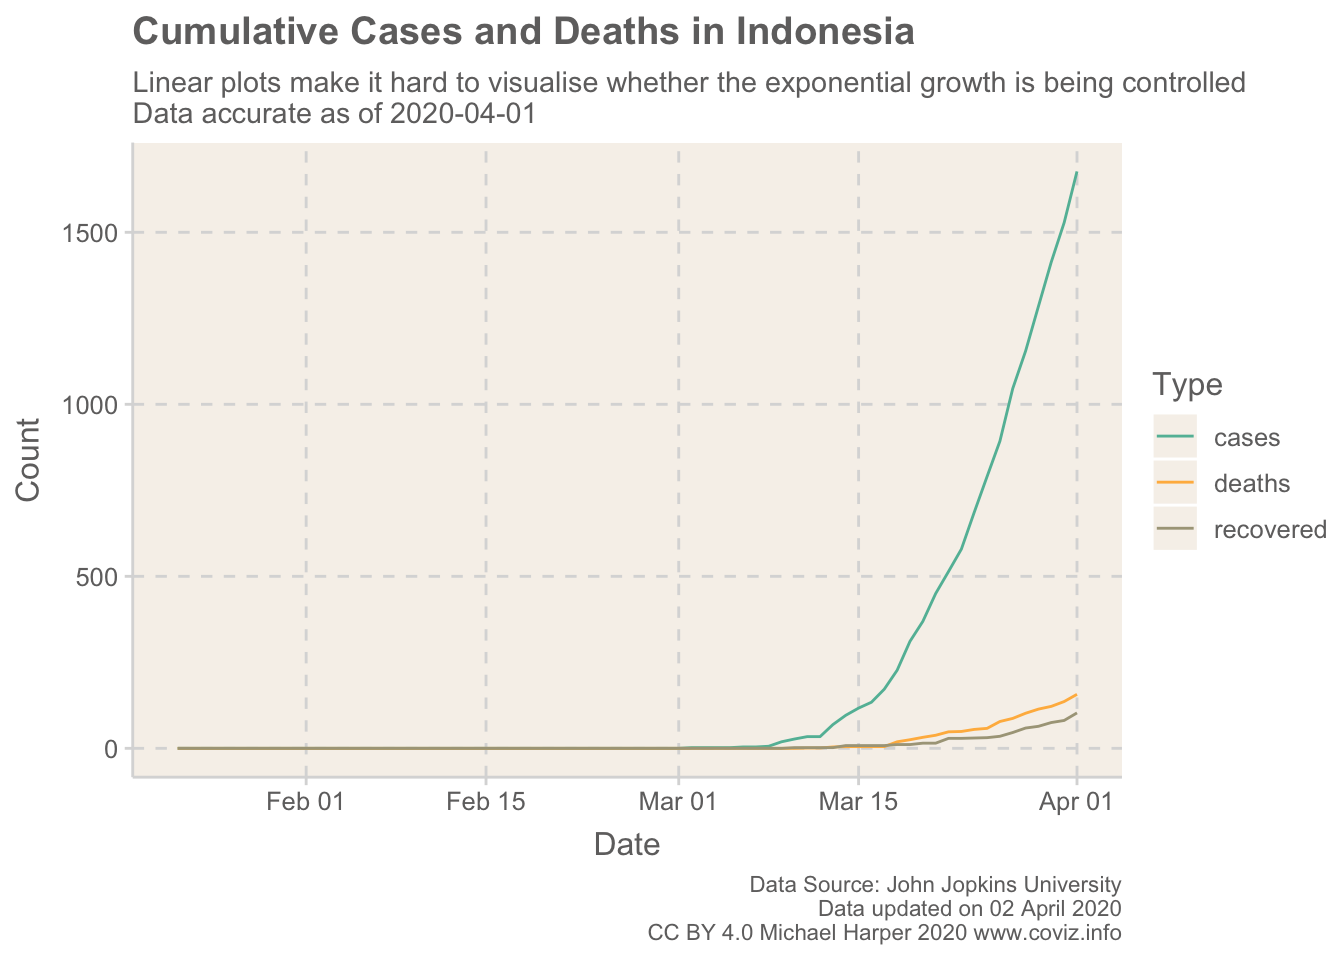 Cumulative Cases and Deaths in Indonesia
Linear plots make it hard to visualise whether the exponential growth is being controlled
Data accurate as of 2020-04-01
1500
1000
500
0
Count
Feb 01
Feb 15
Mar 01
Mar 15
Apr 01
Date
Type
cases
deaths
recovered
Data Source: John Jopkins University
Data updated on 02 April 2020
CC BY 4.0 Michael Harper 2020 www.coviz.info